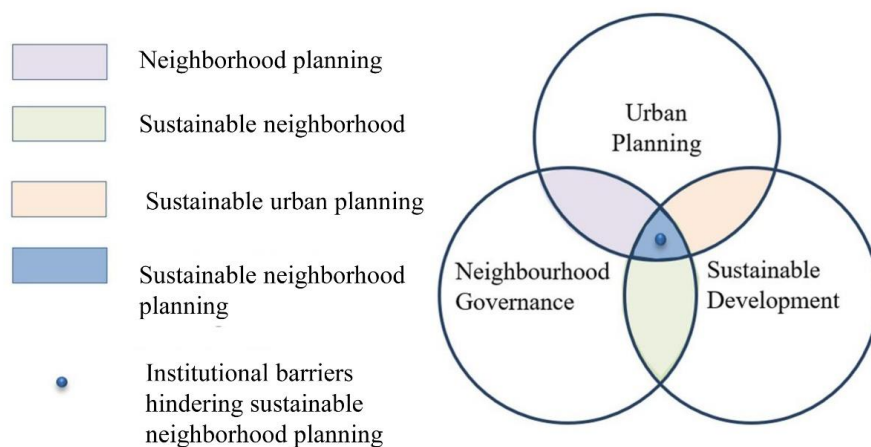 Neighborhood planning
Sustainable neighborhood
Sustainable urban planning
Sustainable neighborhood
planning
Institutional barriers
hindering sustainable
neighborhood planning
Urban
Planning
Neighbourhood
Governance
Sustainable
Development